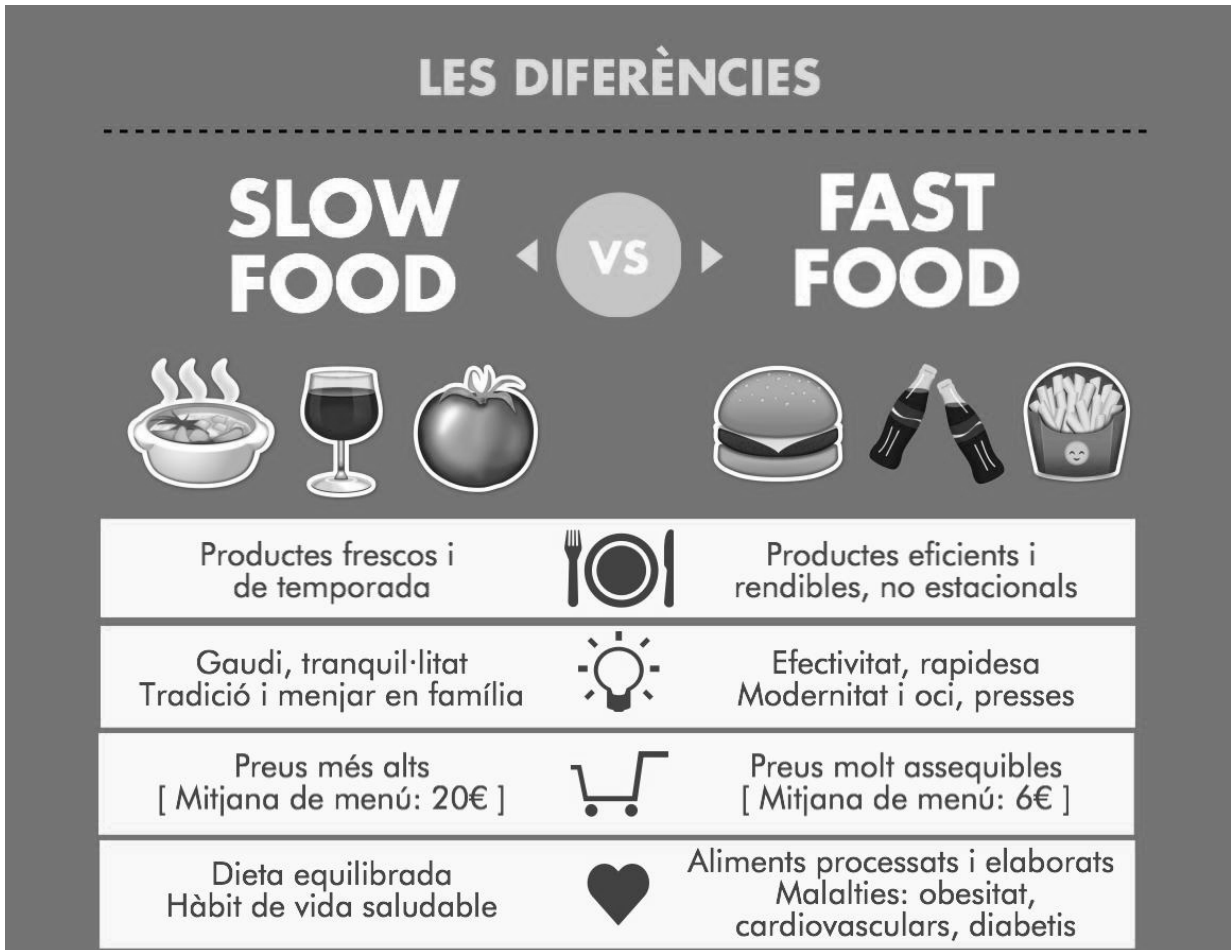 LES DIFERÈNCIES
SLOW
FOOD
VS
FAST
FOOD
Productes frescos i
de temporada
Productes eficients i
rendibles, no estacionals
Gaudi, tranquil·litat
Tradició i menjar en família
Efectivitat, rapidesa
Modernitat i oci, presses
Preus més alts
[ Mitjana de menú: 20€ ]
Preus molt assequibles
[ Mitjana de menú: 6€ ]
Dieta equilibrada
Hàbit de vida saludable
Aliments processats i elaborats
Malalties: obesitat,
cardiovasculars, diabetis